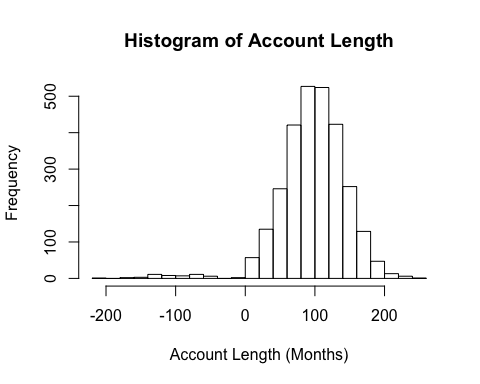 Histogram of Account Length
Frequency
500
300
100
0
-200 -100 0 100 200
Account Length (Months)